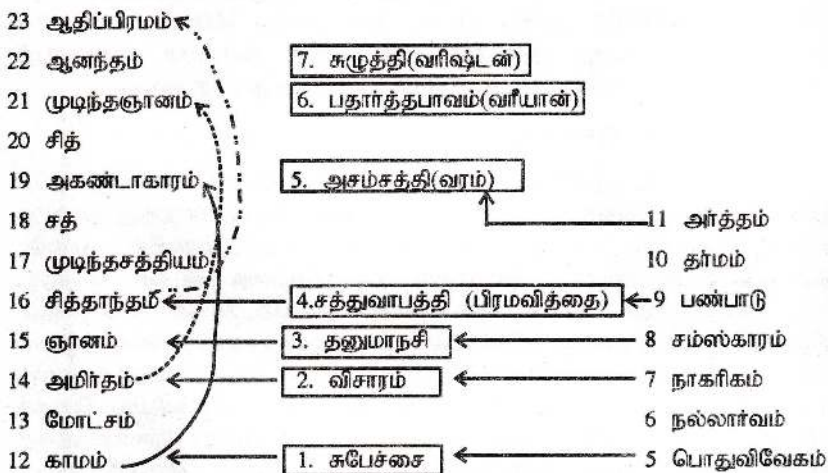 23 ஆதிப்பிரமம்
22 ஆனந்தம் 7. சுழுத்தி(வரிஷ்டன்)
21 முடிந்தஞானம் 6. பதார்த்தபாவம்(வரீயான்)
20 சித்
19 அகண்டாகாரம் 5. அசம்சத்தி(வரம்)
18 சத் 11 அர்த்தம்
17 முடிந்தசத்தியம் 10 தர்மம்
16 சித்தாந்தமீ 4.சத்துவாபத்தி (பிரமவித்தை) 9 பண்பாடு
15 ஞானம் 3. தனுமாநசி 8 சம்ஸ்காரம்
14 அமிர்தம் 2. விசாரம் 7 நாகரிகம்
13 மோட்சம் 6 நல்லார்வம்
12 காமம் 1. சுபேச்சை 5 பொதுவிவேகம்